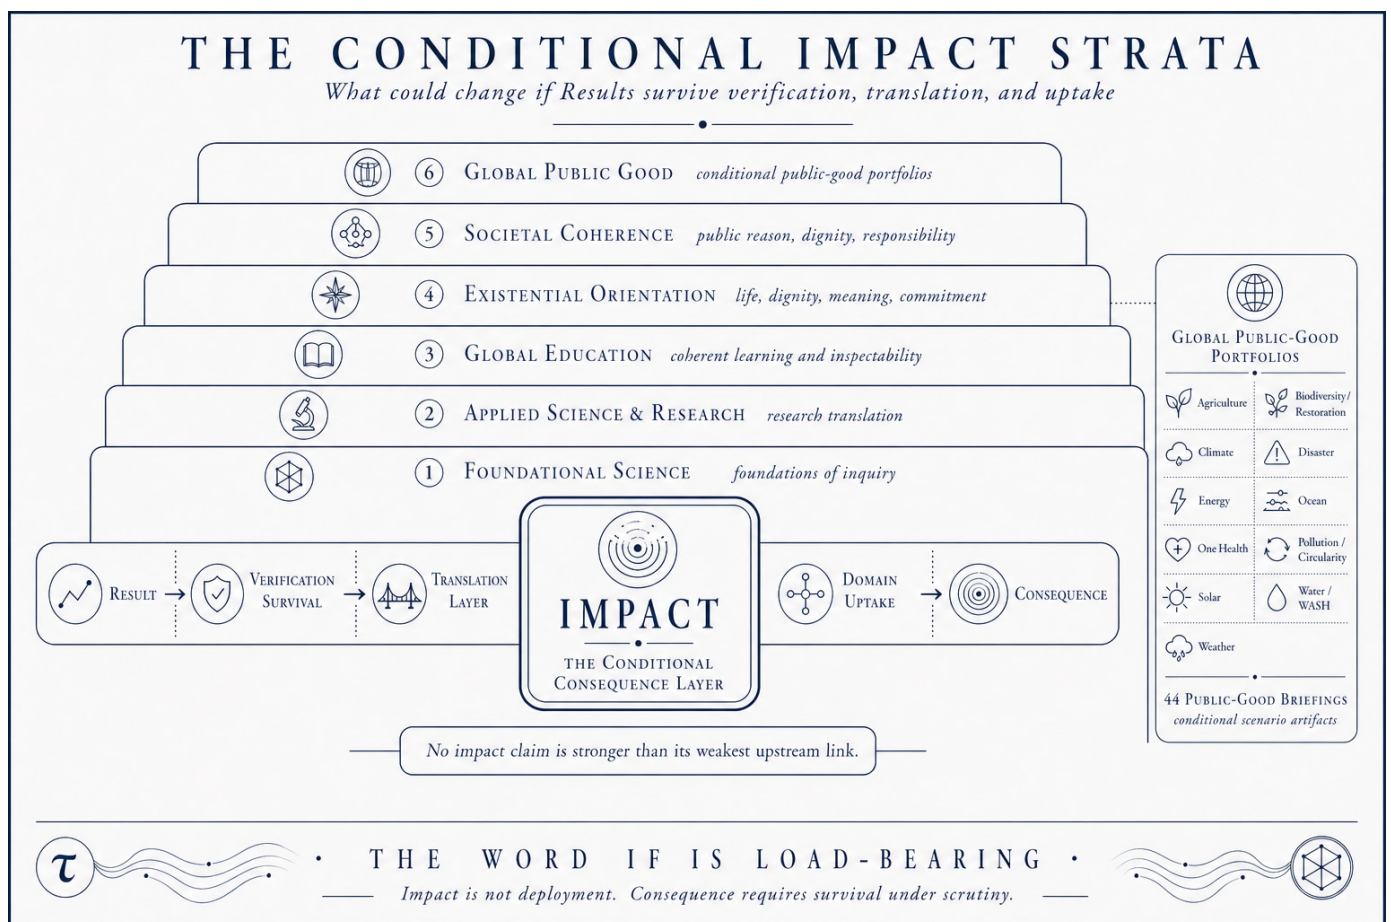 THE CONDITIONAL IMPACT STRATA
What could change if Results survive verification, translation, and uptake
6 GLOBAL PUBLIC GOOD conditional public-good portfolios
5 SOCIETAL COHERENCE public reason, dignity, responsibility
4 EXISTENTIAL ORIENTATION life, dignity, meaning, commitment
3 GLOBAL EDUCATION coherent learning and inspectability
2 APPLIED SCIENCE & RESEARCH research translation
1 FOUNDATIONAL SCIENCE foundations of inquiry
RESULT
VERIFICATION
SURVIVAL
TRANSLATION
LAYER
IMPACT
THE CONDITIONAL
CONSEQUENCE LAYER
DOMAIN
UPTAKE
CONSEQUENCE
No impact claim is stronger than its weakest upstream link.
GLOBAL PUBLIC-GOOD
PORTFOLIOS
Agriculture
Biodiversity/
Restoration
Climate
Disaster
Energy
Ocean
One Health
Pollution /
Circularity
Solar
Water /
WASH
Weather
44 PUBLIC-GOOD BRIEFINGS
conditional scenario artifacts
τ
· THE WORD IF IS LOAD-BEARING ·
Impact is not deployment. Consequence requires survival under scrutiny.